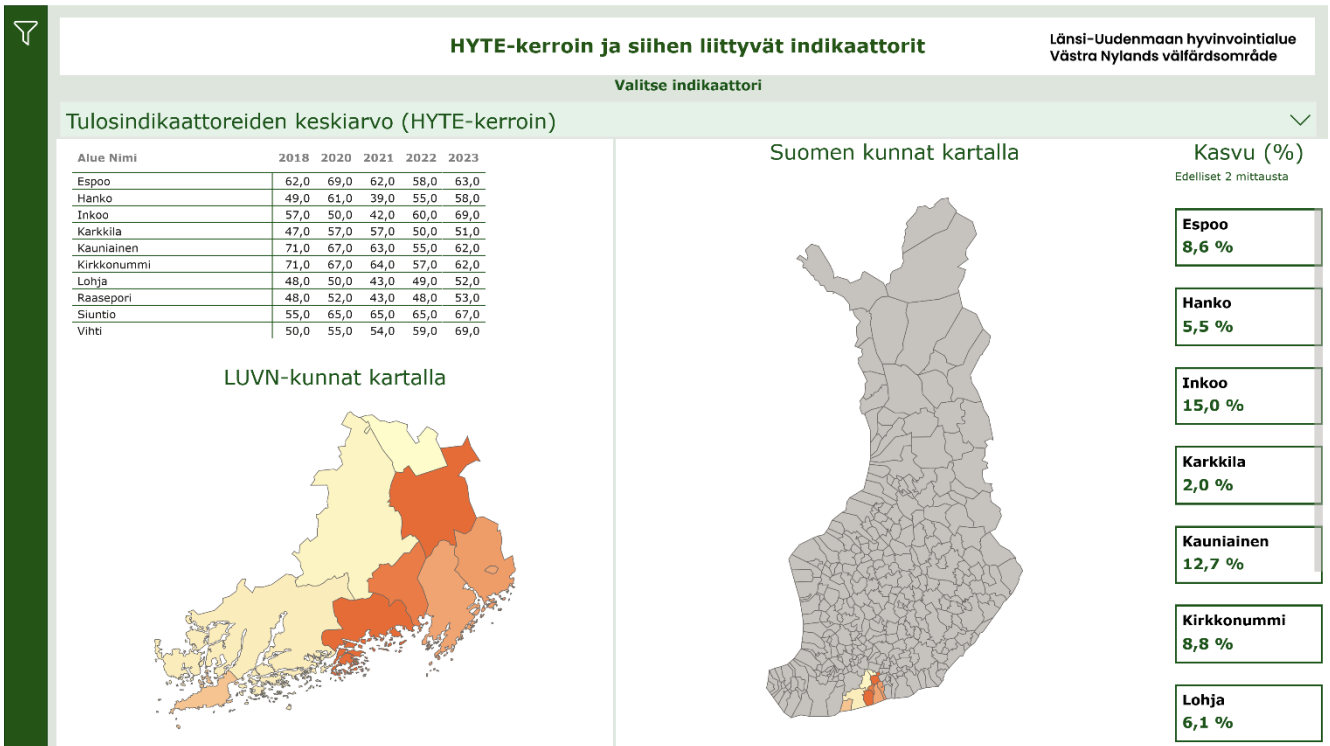 HYTE-kerroin ja siihen liittyvät indikaattorit
Länsi-Uudenmaan hyvinvointialue
Västra Nylands välfärdsområde
Valitse indikaattori
Tulosindikaattoreiden keskiarvo (HYTE-kerroin)
Alue Nimi 2018 2020 2021 2022 2023
Espoo 62,0 69,0 62,0 58,0 63,0
Hanko 49,0 61,0 39,0 55,0 58,0
Inkoo 57,0 50,0 42,0 60,0 69,0
Karkkila 47,0 57,0 57,0 50,0 51,0
Kauniainen 71,0 67,0 63,0 55,0 62,0
Kirkkonummi 71,0 67,0 64,0 57,0 62,0
Lohja 48,0 50,0 43,0 49,0 52,0
Raasepori 48,0 52,0 43,0 48,0 53,0
Siuntio 55,0 65,0 65,0 65,0 67,0
Vihti 50,0 55,0 54,0 59,0 69,0
LUVN-kunnat kartalla
Suomen kunnat kartalla
Kasvu (%)
Edelliset 2 mittausta
Espoo
8,6 %
Hanko
5,5 %
Inkoo
15,0 %
Karkkila
2,0 %
Kauniainen
12,7 %
Kirkkonummi
8,8 %
Lohja
6,1 %